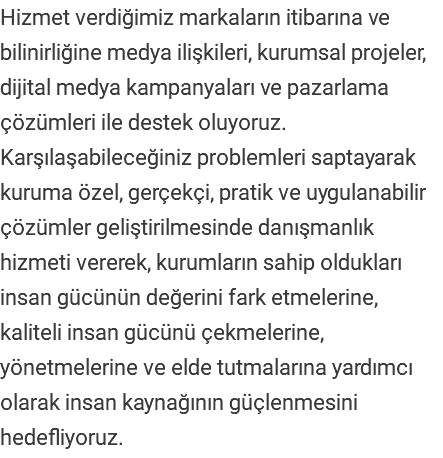 Hizmet verdiğimiz markaların itibarına ve
bilinirliğine medya ilişkileri, kurumsal projeler,
dijital medya kampanyaları ve pazarlama
çözümleri ile destek oluyoruz.
Karşılaşabileceğiniz problemleri saptayarak
kuruma özel, gerçekçi, pratik ve uygulanabilir
çözümler geliştirilmesinde danışmanlık
hizmeti vererek, kurumların sahip oldukları
insan gücünün değerini fark etmelerine,
kaliteli insan gücünü çekmelerine,
yönetmelerine ve elde tutmalarına yardımcı
olarak insan kaynağının güçlenmesini
hedefliyoruz.